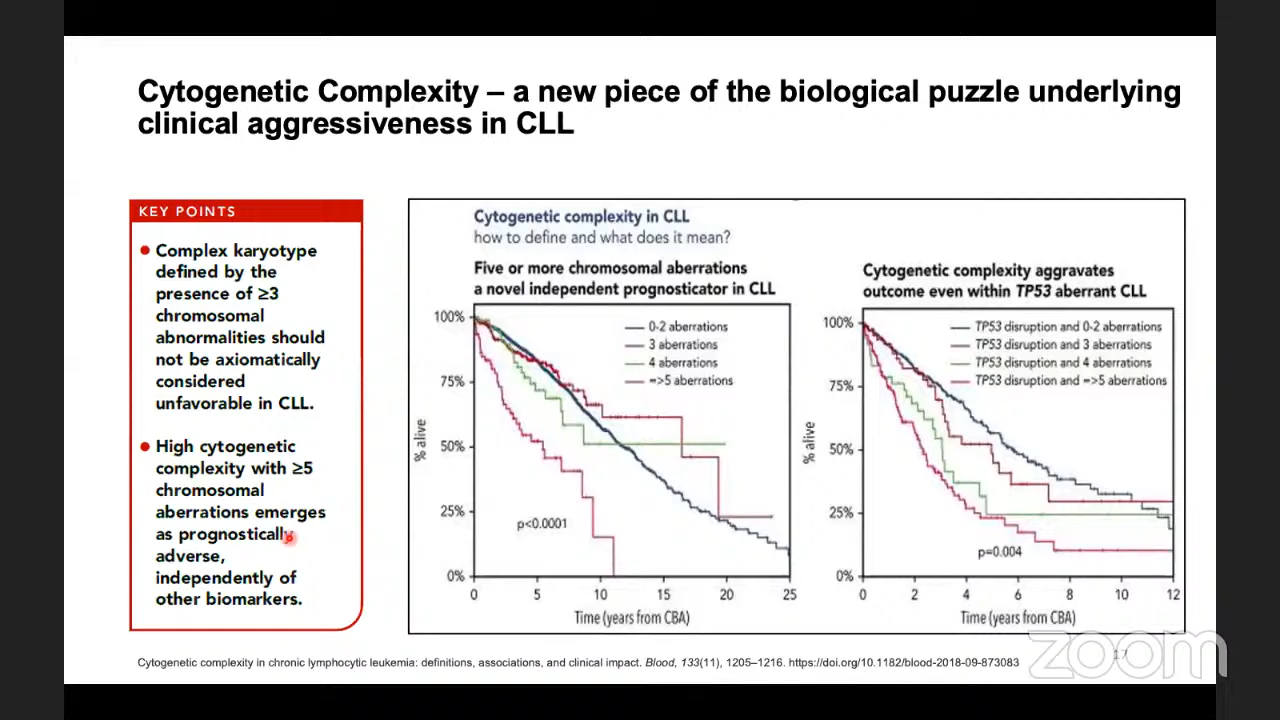 Cytogenetic Complexity – a new piece of the biological puzzle underlying
clinical aggressiveness in CLL
KEY POINTS
● Complex karyotype
defined by the
presence of ≥3
chromosomal
abnormalities should
not be axiomatically
considered
unfavorable in CLL.
● High cytogenetic
complexity with ≥5
chromosomal
aberrations emerges
as prognostically
adverse,
independently of
other biomarkers.
Cytogenetic complexity in CLL
how to define and what does it mean?
Five or more chromosomal aberrations
a novel independent prognosticator in CLL
100%
75%
50%
25%
0%
% alive
0-2 aberrations
3 aberrations
4 aberrations
=>5 aberrations
p<0.0001
0 5 10 15 20 25
Time (years from CBA)
Cytogenetic complexity aggravates
outcome even within TP53 aberrant CLL
100%
75%
50%
25%
0%
% alive
TP53 disruption and 0-2 aberrations
TP53 disruption and 3 aberrations
TP53 disruption and 4 aberrations
TP53 disruption and =>5 aberrations
p=0.004
0 2 4 6 8 10 12
Time (years from CBA)
Cytogenetic complexity in chronic lymphocytic leukemia: definitions, associations, and clinical impact. Blood, 133(11), 1205–1216. https://doi.org/10.1182/blood-2018-09-873083
17
zoom